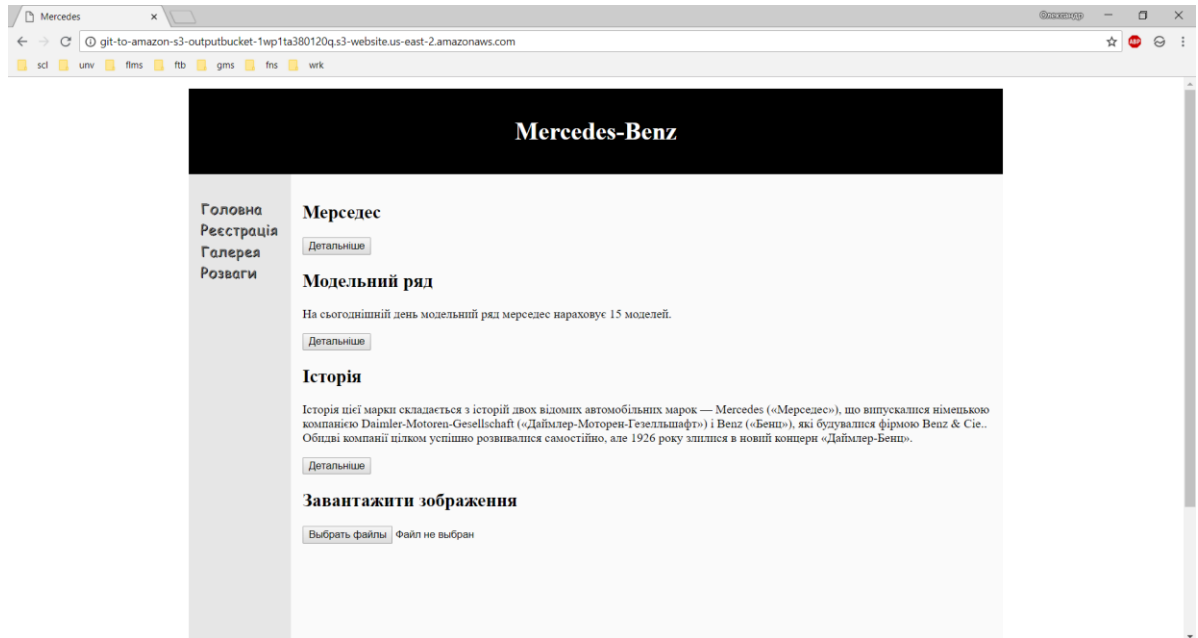 Mercedes
Олександр
git-to-amazon-s3-outputbucket-1wp1ta380120q.s3-website.us-east-2.amazonaws.com
ABP
scl unv flms ftb gms fns wrk
Mercedes-Benz
Головна
Реєстрація
Галерея
Розваги
Мерседес
Детальніше
Модельний ряд
На сьогоднішній день модельний ряд мерседес нараховує 15 моделей.
Детальніше
Історія
Історія цієї марки складається з історій двох відомих автомобільних марок — Mercedes («Мерседес»), що випускалися німецькою
компанією Daimler-Motoren-Gesellschaft («Даймлер-Моторен-Гезелльшафт») і Benz («Бенц»), які будувалися фірмою Benz & Cie..
Обидві компанії цілком успішно розвивалися самостійно, але 1926 року злилися в новий концерн «Даймлер-Бенц».
Детальніше
Завантажити зображення
Выбрать файлы Файл не выбран